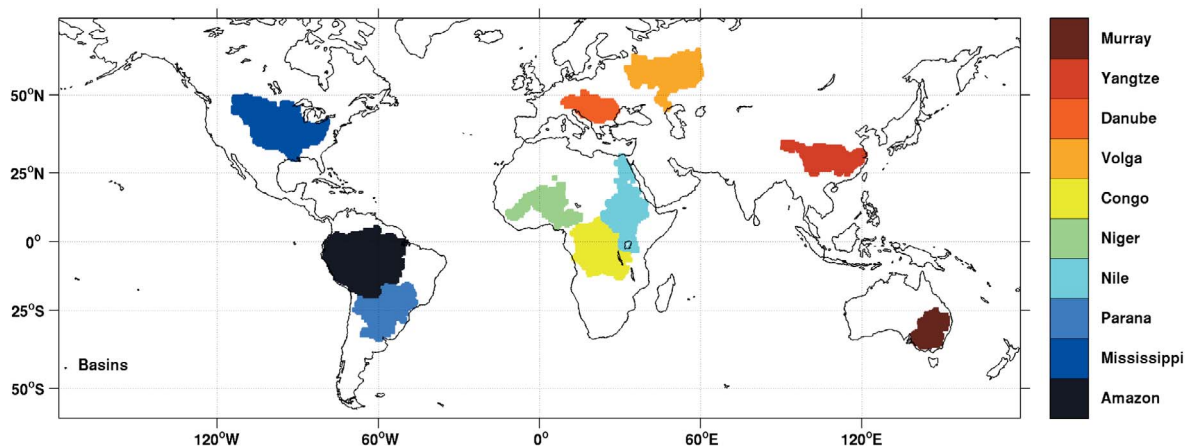 50°N
25°N
0°
25°S
50°S
Basins
120°W
60°W
0°
60°E
120°E
Murray
Yangtze
Danube
Volga
Congo
Niger
Nile
Parana
Mississippi
Amazon